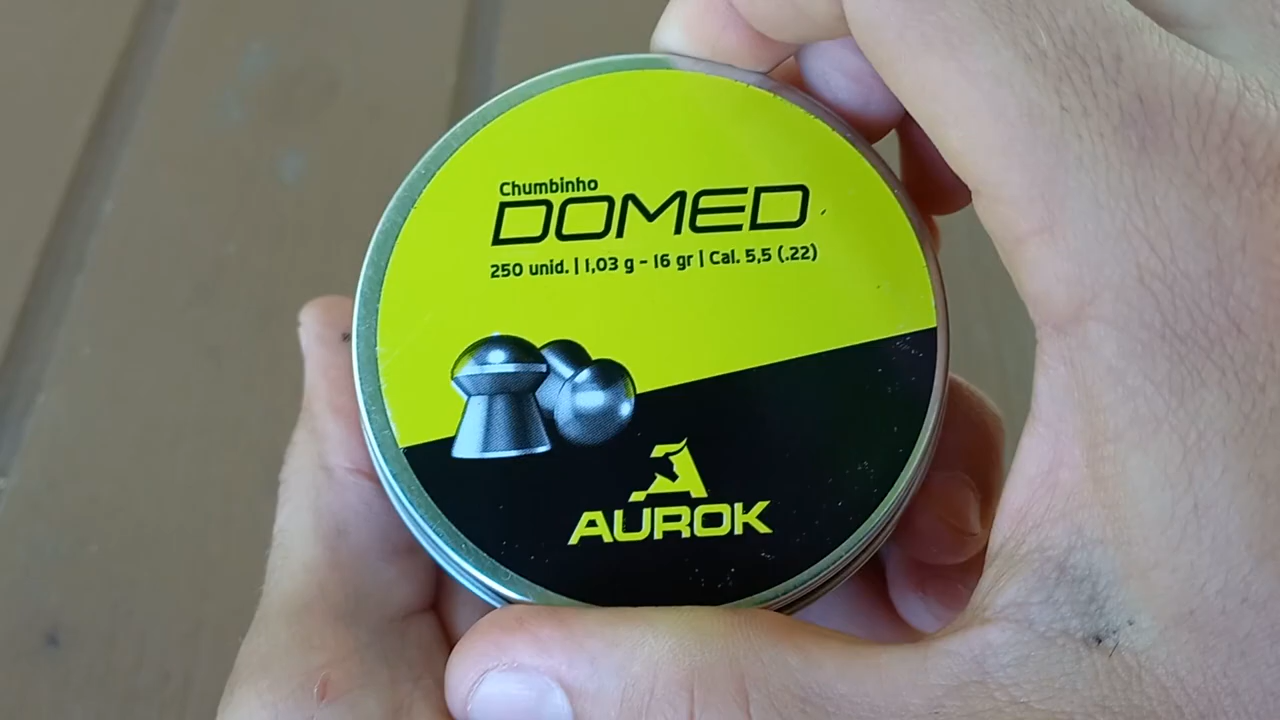 Chumbinho
DOMED
250 unid. | 1,03 g - 16 gr | Cal. 5,5 (.22)
AUROK